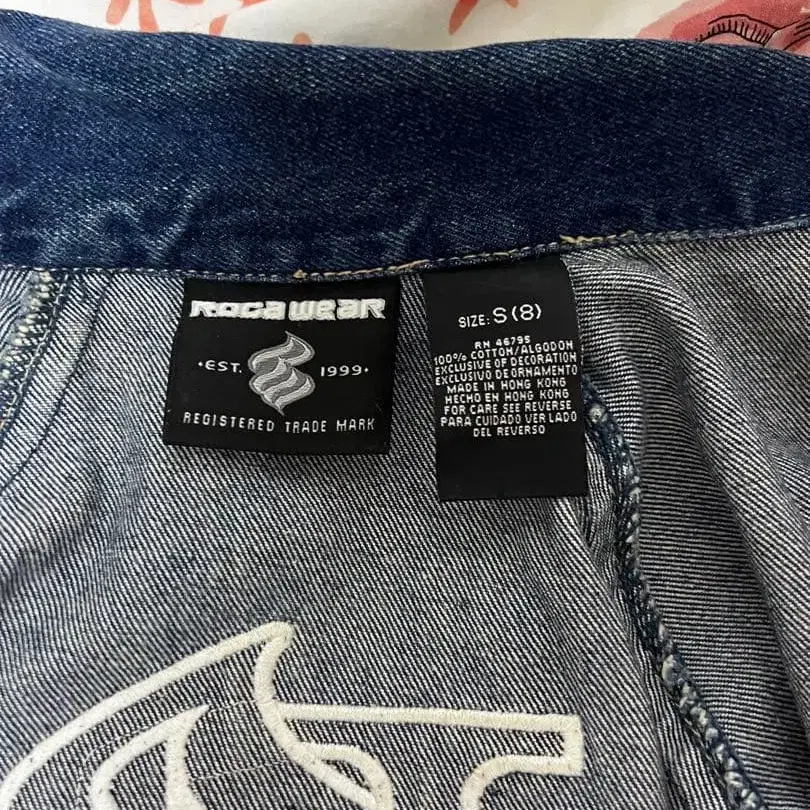 ROCAWEAR
•EST. 1999•
REGISTERED TRADE MARK
SIZE: S(8)
RN 46795
100% COTTON/ALGODON
EXCLUSIVE OF DECORATION
EXCLUSIVO DE ORNAMENTO
MADE IN HONG KONG
HECHO EN HONG KONG
FOR CARE SEE REVERSE
PARA CUIDADO VER LADO
DEL REVERSO